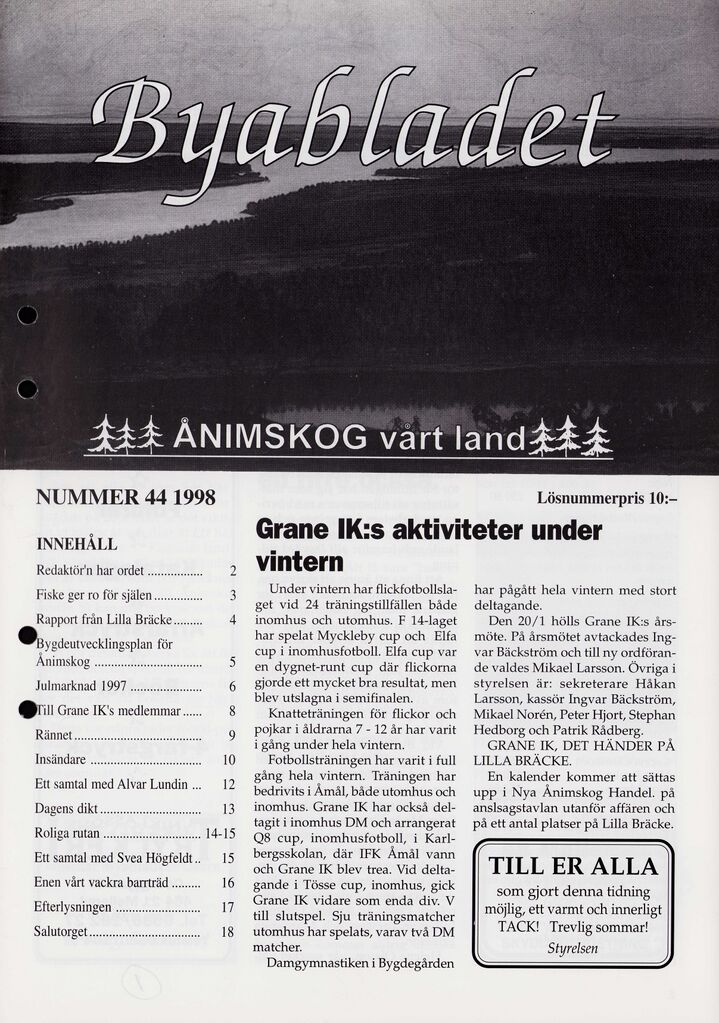 Byabladet
ÅNIMSKOG vårt land
NUMMER 44 1998
Lösnummerpris 10:–
INNEHÅLL
Redaktör'n har ordet ................. 2
Fiske ger ro för själen ............... 3
Rapport från Lilla Bräcke ......... 4
Bygdeutvecklingsplan för
Ånimskog ................................. 5
Julmarknad 1997 ...................... 6
Till Grane IK's medlemmar ...... 8
Rännet ....................................... 9
Insändare .................................. 10
Ett samtal med Alvar Lundin ... 12
Dagens dikt ............................... 13
Roliga rutan .............................. 14-15
Ett samtal med Svea Högfeldt .. 15
Enen vårt vackra barrträd ......... 16
Efterlysningen ........................... 17
Salutorget .................................. 18
Grane IK:s aktiviteter under
vintern
Under vintern har flickfotbollsla-
get vid 24 träningstillfällen både
inomhus och utomhus. F 14-laget
har spelat Myckleby cup och Elfa
cup i inomhusfotboll. Elfa cup var
en dygnet-runt cup där flickorna
gjorde ett mycket bra resultat, men
blev utslagna i semifinalen.
Knatteträningen för flickor och
pojkar i åldrarna 7 - 12 år har varit
i gång under hela vintern.
Fotbollsträningen har varit i full
gång hela vintern. Träningen har
bedrivits i Åmål, både utomhus och
inomhus. Grane IK har också del-
tagit i inomhus DM och arrangerat
Q8 cup, inomhusfotboll, i Karl-
bergsskolan, där IFK Åmål vann
och Grane IK blev trea. Vid delta-
gande i Tösse cup, inomhus, gick
Grane IK vidare som enda div. V
till slutspel. Sju träningsmatcher
utomhus har spelats, varav två DM
matcher.
Damgymnastiken i Bygdegården
har pågått hela vintern med stort
deltagande.
Den 20/1 hölls Grane IK:s års-
möte. På årsmötet avtackades Ing-
var Bäckström och till ny ordföran-
de valdes Mikael Larsson. Övriga i
styrelsen är: sekreterare Håkan
Larsson, kassör Ingvar Bäckström,
Mikael Norén, Peter Hjort, Stephan
Hedborg och Patrik Rådberg.
GRANE IK, DET HÄNDER PÅ
LILLA BRÄCKE.
En kalender kommer att sättas
upp i Nya Ånimskog Handel. på
anslsagstavlan utanför affären och
på ett antal platser på Lilla Bräcke.
TILL ER ALLA
som gjort denna tidning
möjlig, ett varmt och innerligt
TACK! Trevlig sommar!
Styrelsen
1